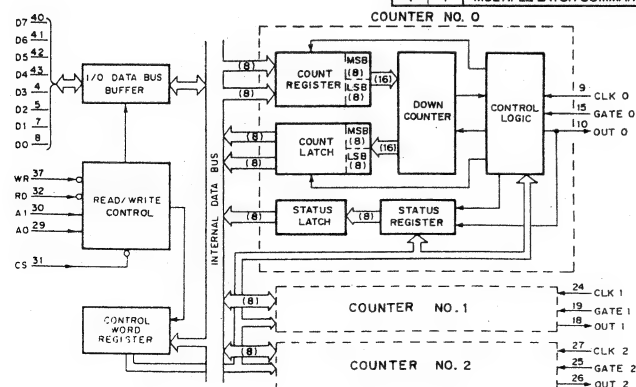 MULTIPLE LATCH COMMAN
COUNTER NO. 0
D7 40
D6 41
D5 42
D4 43
D3 4
D2 5
D1 7
D0 8
I/O DATA BUS
BUFFER
WR 37
RD 32
A1 30
A0 29
CS 31
READ/WRITE
CONTROL
CONTROL
WORD
REGISTER
INTERNAL DATA BUS
(8)
(8)
COUNT
REGISTER
MSB
(8)
LSB
(8)
(16)
DOWN
COUNTER
CONTROL
LOGIC
9 CLK 0
15 GATE 0
10 OUT 0
(8)
(8)
COUNT
LATCH
MSB
(8)
LSB
(8)
(16)
(8)
STATUS
LATCH
(8)
STATUS
REGISTER
(8)
COUNTER NO. 1
24 CLK 1
19 GATE 1
18 OUT 1
(8)
COUNTER NO. 2
27 CLK 2
25 GATE 2
26 OUT 2